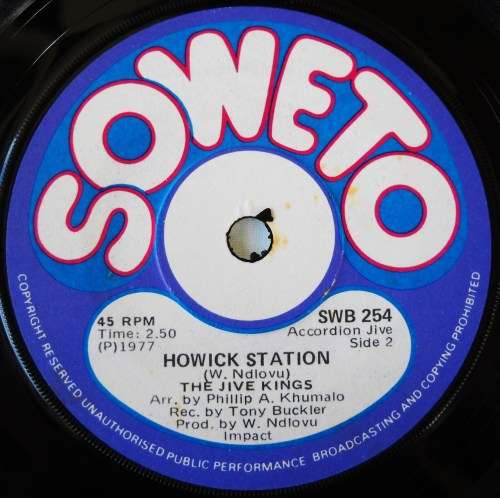 SOWETO
45 RPM
SWB 254
Time: 2.50
Accordion Jive
(P)1977
Side 2
HOWICK STATION
(W. Ndlovu)
THE JIVE KINGS
Arr. by Phillip A. Khumalo
Rec. by Tony Buckler
Prod. by W. Ndlovu
Impact
COPYRIGHT RESERVED UNAUTHORISED PUBLIC PERFORMANCE BROADCASTING AND COPYING PROHIBITED